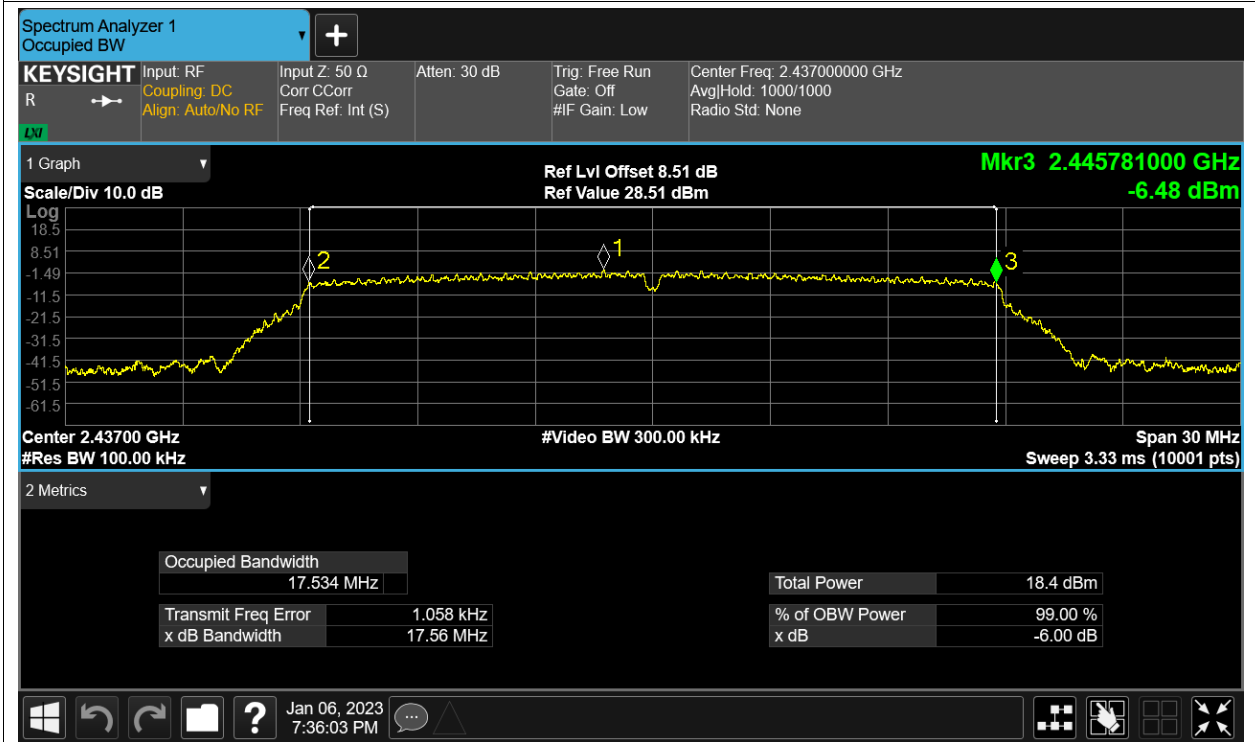 Spectrum Analyzer 1
Occupied BW
KEYSIGHT
R
LXI
Input: RF
Coupling: DC
Align: Auto/No RF
Input Z: 50 Ω
Corr CCorr
Freq Ref: Int (S)
Atten: 30 dB
Trig: Free Run
Gate: Off
#IF Gain: Low
Center Freq: 2.437000000 GHz
Avg|Hold: 1000/1000
Radio Std: None
1 Graph
Scale/Div 10.0 dB
Ref Lvl Offset 8.51 dB
Ref Value 28.51 dBm
Mkr3 2.445781000 GHz
-6.48 dBm
Log
18.5
8.51
-1.49
-11.5
-21.5
-31.5
-41.5
-51.5
-61.5
2
1
3
Center 2.43700 GHz
#Res BW 100.00 kHz
#Video BW 300.00 kHz
Span 30 MHz
Sweep 3.33 ms (10001 pts)
2 Metrics
Occupied Bandwidth
17.534 MHz
Transmit Freq Error 1.058 kHz
x dB Bandwidth 17.56 MHz
Total Power 18.4 dBm
% of OBW Power 99.00 %
x dB -6.00 dB
?
Jan 06, 2023
7:36:03 PM